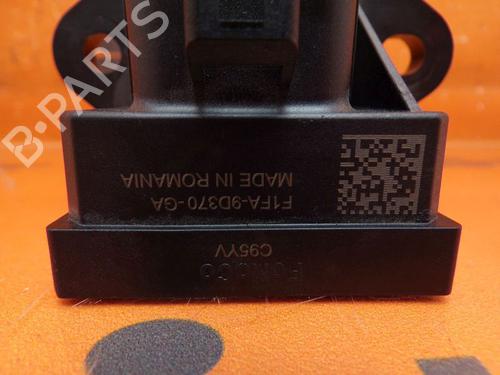 B-PARTS
FoMoCo
C95YV
F1FA-9D370-GA
MADE IN ROMANIA